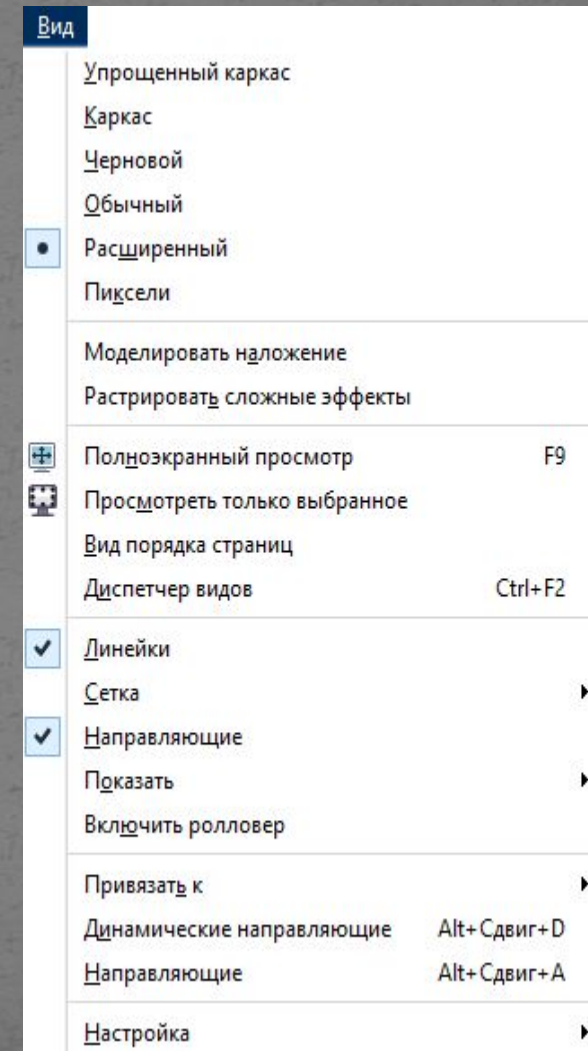 Вид
Упрощенный каркас
Каркас
Черновой
Обычный
Расширенный
Пиксели
Моделировать наложение
Растрировать сложные эффекты
Полноэкранный просмотр F9
Просмотреть только выбранное
Вид порядка страниц
Диспетчер видов Ctrl+F2
Линейки
Сетка
Направляющие
Показать
Включить ролловер
Привязать к
Динамические направляющие Alt+Сдвиг+D
Направляющие Alt+Сдвиг+A
Настройка